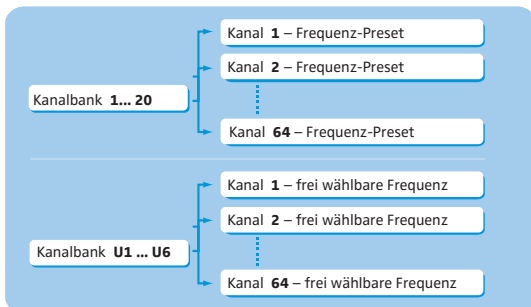 Kanal 1 – Frequenz-Preset
Kanal 2 – Frequenz-Preset
Kanalbank 1... 20
Kanal 64 – Frequenz-Preset
Kanal 1 – frei wählbare Frequenz
Kanal 2 – frei wählbare Frequenz
Kanalbank U1 ... U6
Kanal 64 – frei wählbare Frequenz